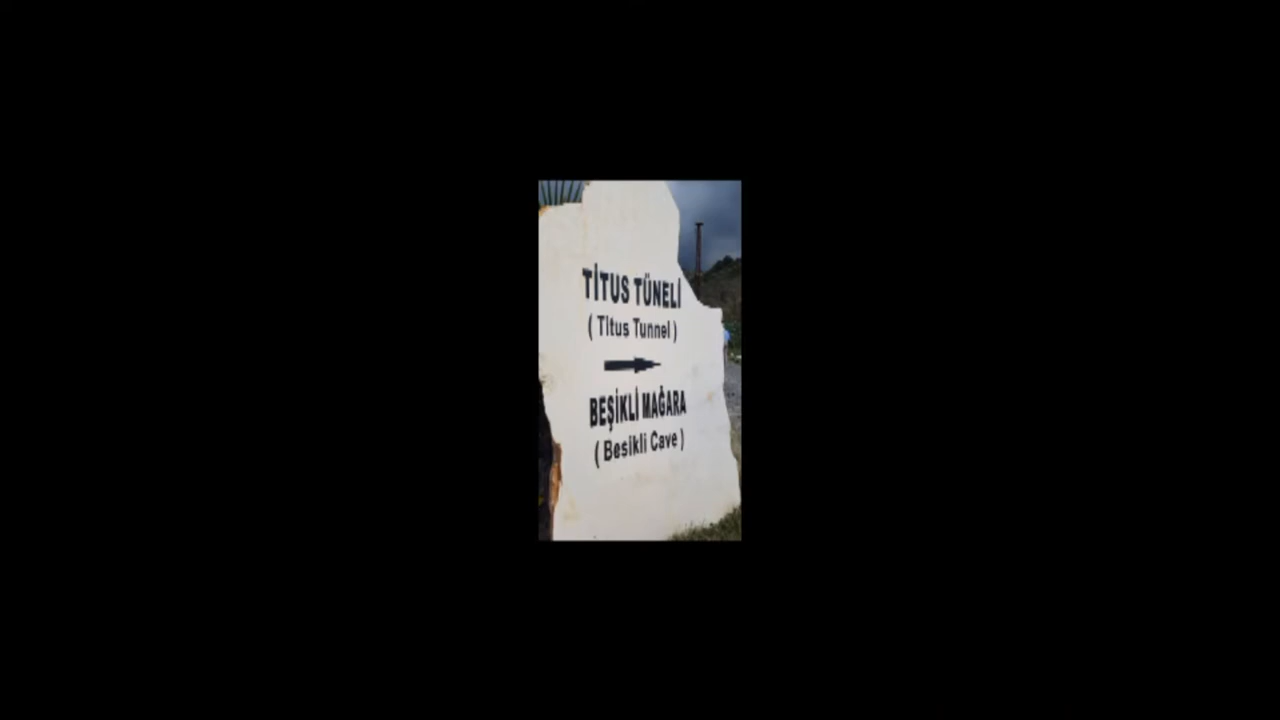 TİTUS TÜNELİ
( Titus Tunnel )
BEŞİKLİ MAĞARA
( Besikli Cave )